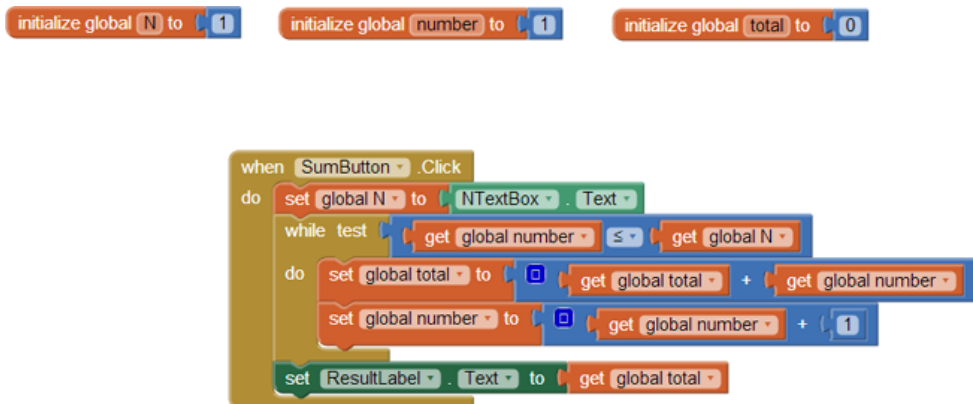 initialize global N to 1
initialize global number to 1
initialize global total to 0
when SumButton .Click
do set global N to NTextBox . Text
while test get global number ≤ get global N
do set global total to get global total + get global number
set global number to get global number + 1
set ResultLabel . Text to get global total